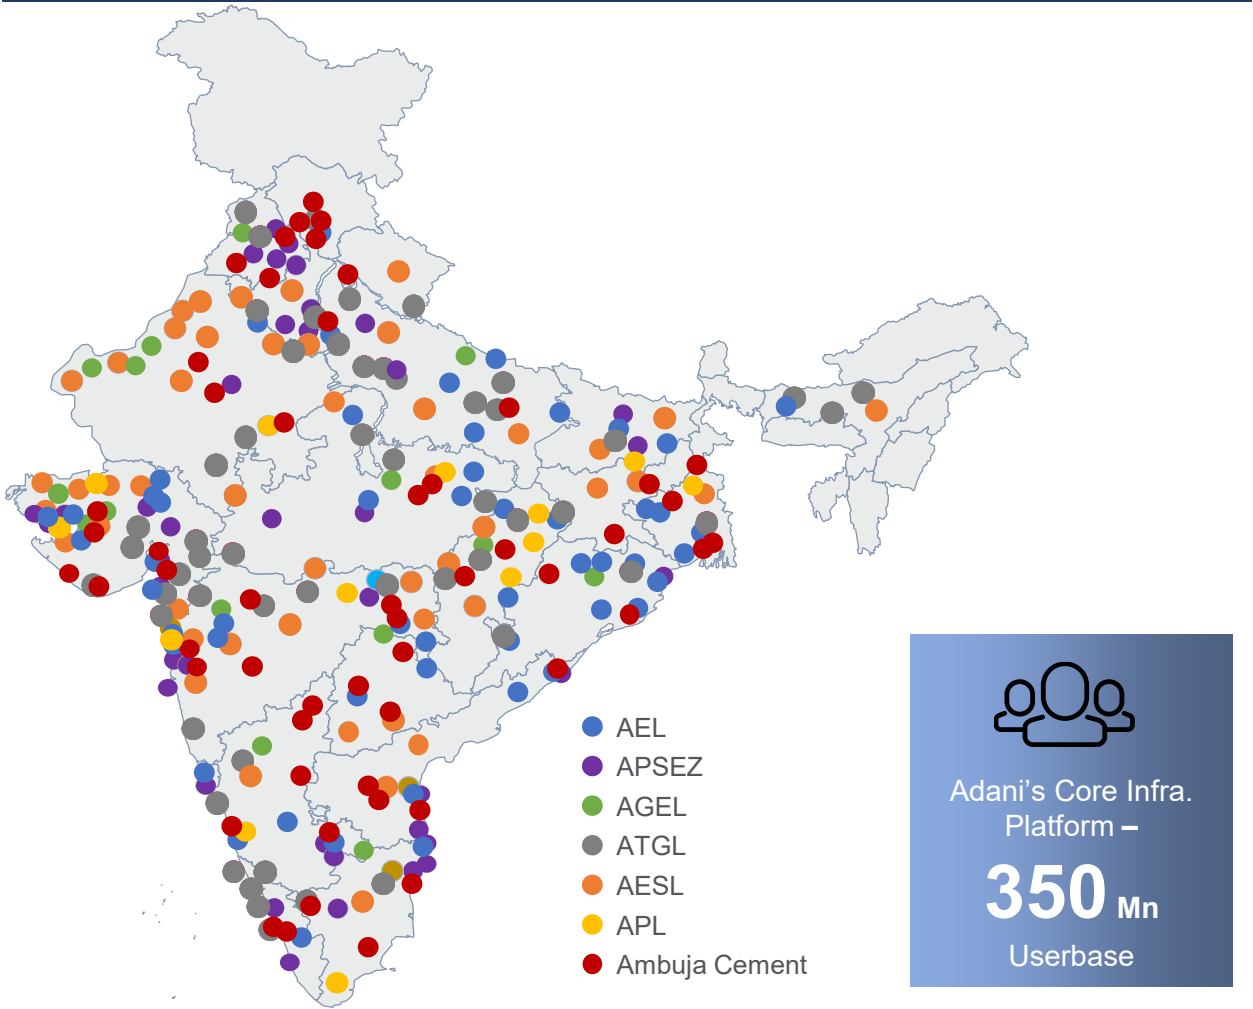 AEL
APSEZ
AGEL
ATGL
AESL
APL
Ambuja Cement
Adani’s Core Infra.
Platform –
350 Mn
Userbase